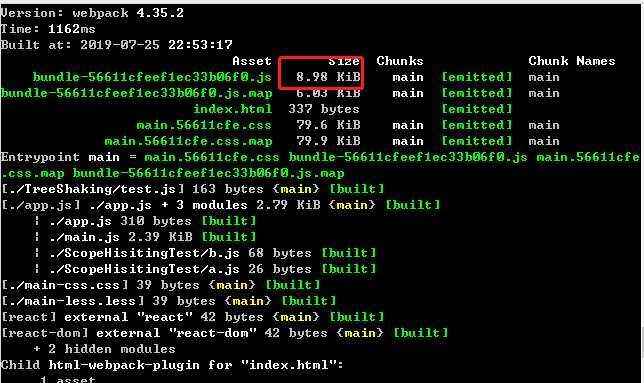 Version: webpack 4.35.2
Time: 1162ms
Built at: 2019-07-25 22:53:17
Asset Size Chunks Chunk Names
bundle-56611cfeef1ec33b06f0.js 8.98 KiB main [emitted] main
bundle-56611cfeef1ec33b06f0.js.map 6.03 KiB main [emitted] main
index.html 337 bytes [emitted]
main.56611cfe.css 79.6 KiB main [emitted] main
main.56611cfe.css.map 79.9 KiB main [emitted] main
Entrypoint main = main.56611cfe.css bundle-56611cfeef1ec33b06f0.js main.56611cfe
.css.map bundle-56611cfeef1ec33b06f0.js.map
[./TreeShaking/test.js] 163 bytes {main} [built]
[./app.js] ./app.js + 3 modules 2.79 KiB {main} [built]
| ./app.js 310 bytes [built]
| ./main.js 2.39 KiB [built]
| ./ScopeHisitingTest/b.js 68 bytes [built]
| ./ScopeHisitingTest/a.js 26 bytes [built]
[./main-css.css] 39 bytes {main} [built]
[./main-less.less] 39 bytes {main} [built]
[react] external "react" 42 bytes {main} [built]
[react-dom] external "react-dom" 42 bytes {main} [built]
+ 2 hidden modules
Child html-webpack-plugin for "index.html":
1 asset